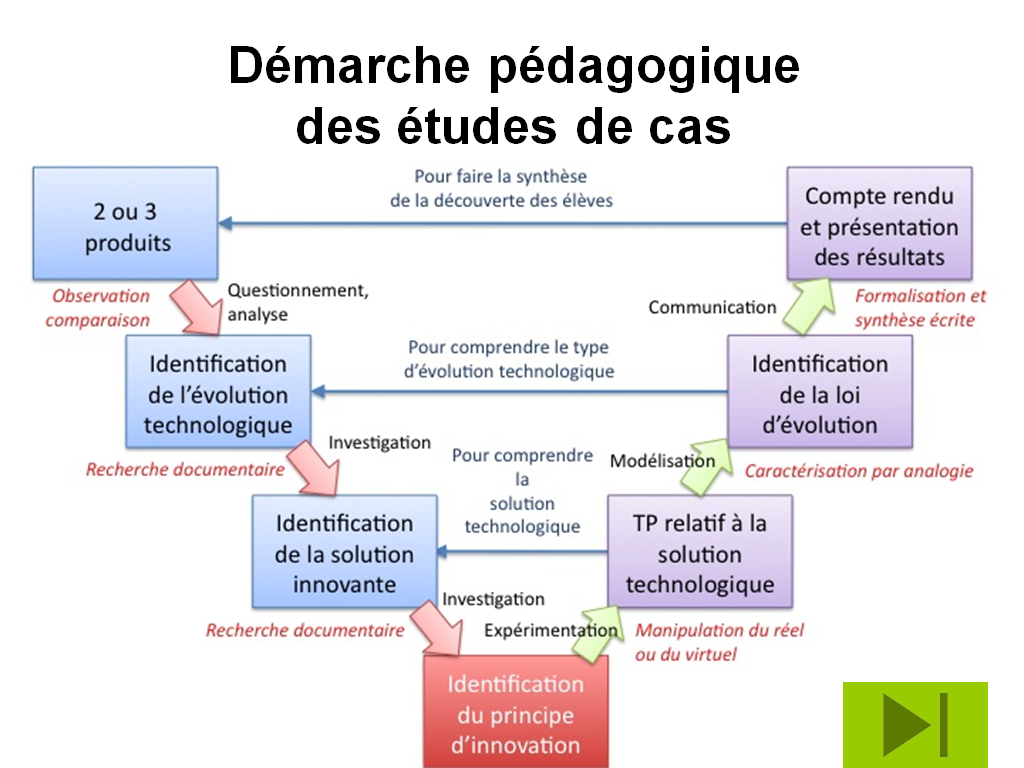 Démarche pédagogique
des études de cas
2 ou 3
produits
Pour faire la synthèse
de la découverte des élèves
Compte rendu
et présentation
des résultats
Observation
comparaison
Questionnement,
analyse
Communication
Formalisation et
synthèse écrite
Identification
de l'évolution
technologique
Pour comprendre le type
d'évolution technologique
Identification
de la loi
d'évolution
Recherche documentaire
Investigation
Pour comprendre
la
solution
technologique
Modélisation
Caractérisation par analogie
Identification
de la solution
innovante
TP relatif à la
solution
technologique
Recherche documentaire
Investigation
Expérimentation
Manipulation du réel
ou du virtuel
Identification
du principe
d'innovation